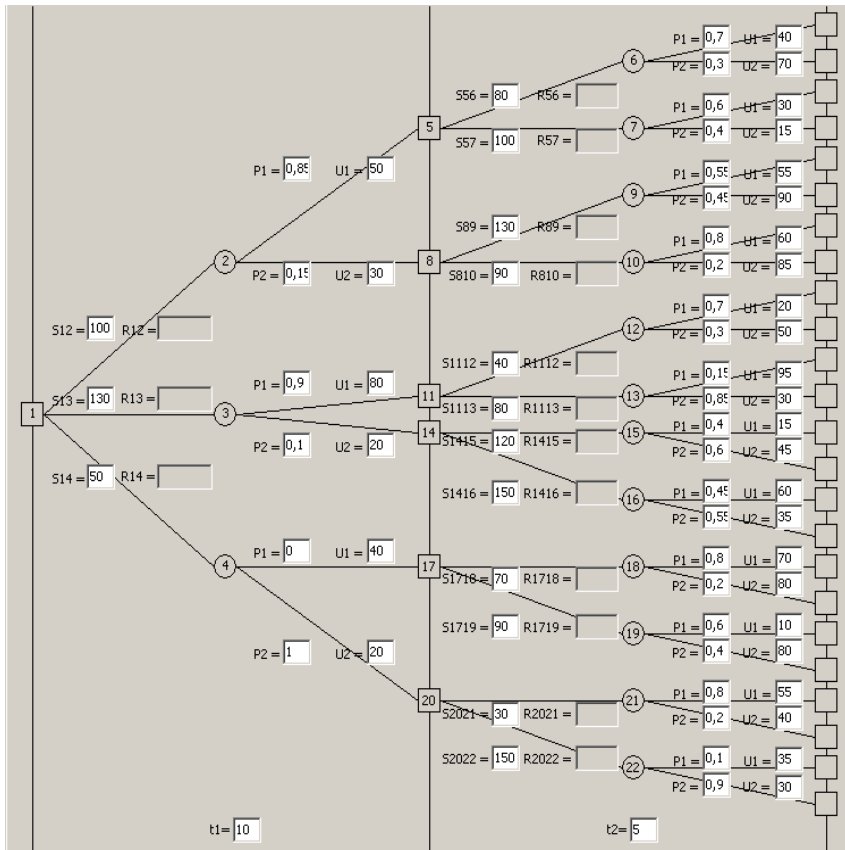 P1 = 0,7 U1 = 40
6
P2 = 0,3 U2 = 70
S56 = 80 R56 =
P1 = 0,6 U1 = 30
5
7
S57 = 100 R57 =
P2 = 0,4 U2 = 15
P1 = 0,85 U1 = 50
P1 = 0,55 U1 = 55
9
P2 = 0,45 U2 = 90
S89 = 130 R89 =
P1 = 0,8 U1 = 60
2
8
10
P2 = 0,15 U2 = 30
S810 = 90 R810 =
P2 = 0,2 U2 = 85
P1 = 0,7 U1 = 20
S12 = 100 R12 =
12
P2 = 0,3 U2 = 50
S1112 = 40 R1112 =
P1 = 0,9 U1 = 80
P1 = 0,15 U1 = 95
S13 = 130 R13 =
11
13
P2 = 0,85 U2 = 30
S1113 = 80 R1113 =
1
3
14
15
P1 = 0,4 U1 = 15
P2 = 0,1 U2 = 20
S1415 = 120 R1415 =
P2 = 0,6 U2 = 45
S14 = 50 R14 =
S1416 = 150 R1416 =
P1 = 0,45 U1 = 60
16
P2 = 0,55 U2 = 35
P1 = 0 U1 = 40
P1 = 0,8 U1 = 70
4
17
18
S1718 = 70 R1718 =
P2 = 0,2 U2 = 80
S1719 = 90 R1719 =
P1 = 0,6 U1 = 10
19
P2 = 1 U2 = 20
P2 = 0,4 U2 = 80
P1 = 0,8 U1 = 55
20
21
S2021 = 30 R2021 =
P2 = 0,2 U2 = 40
S2022 = 150 R2022 =
P1 = 0,1 U1 = 35
22
P2 = 0,9 U2 = 30
t1= 10 t2= 5